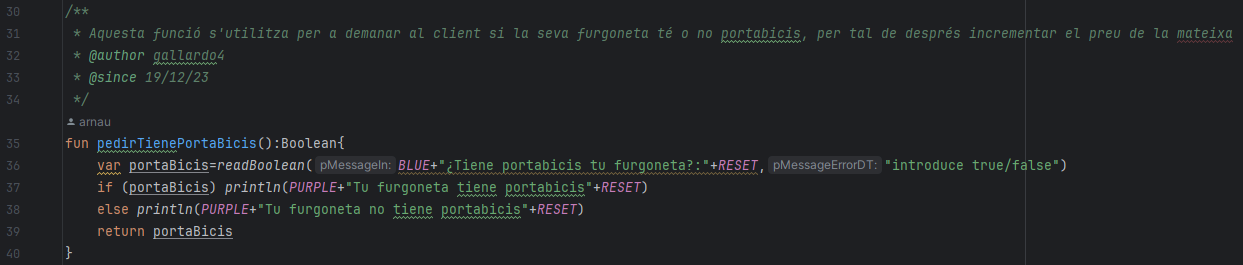 30 /**
31 * Aquesta funció s'utilitza per a demanar al client si la seva furgoneta té o no portabicis, per tal de després incrementar el preu de la mateixa
32 * @author gallardo4
33 * @since 19/12/23
34 */
arnau
35 fun pedirTienePortaBicis():Boolean{
36 var portaBicis=readBoolean( pMessageIn: BLUE+"¿Tiene portabicis tu furgoneta?:"+RESET, pMessageErrorDT: "introduce true/false")
37 if (portaBicis) println(PURPLE+"Tu furgoneta tiene portabicis"+RESET)
38 else println(PURPLE+"Tu furgoneta no tiene portabicis"+RESET)
39 return portaBicis
40 }